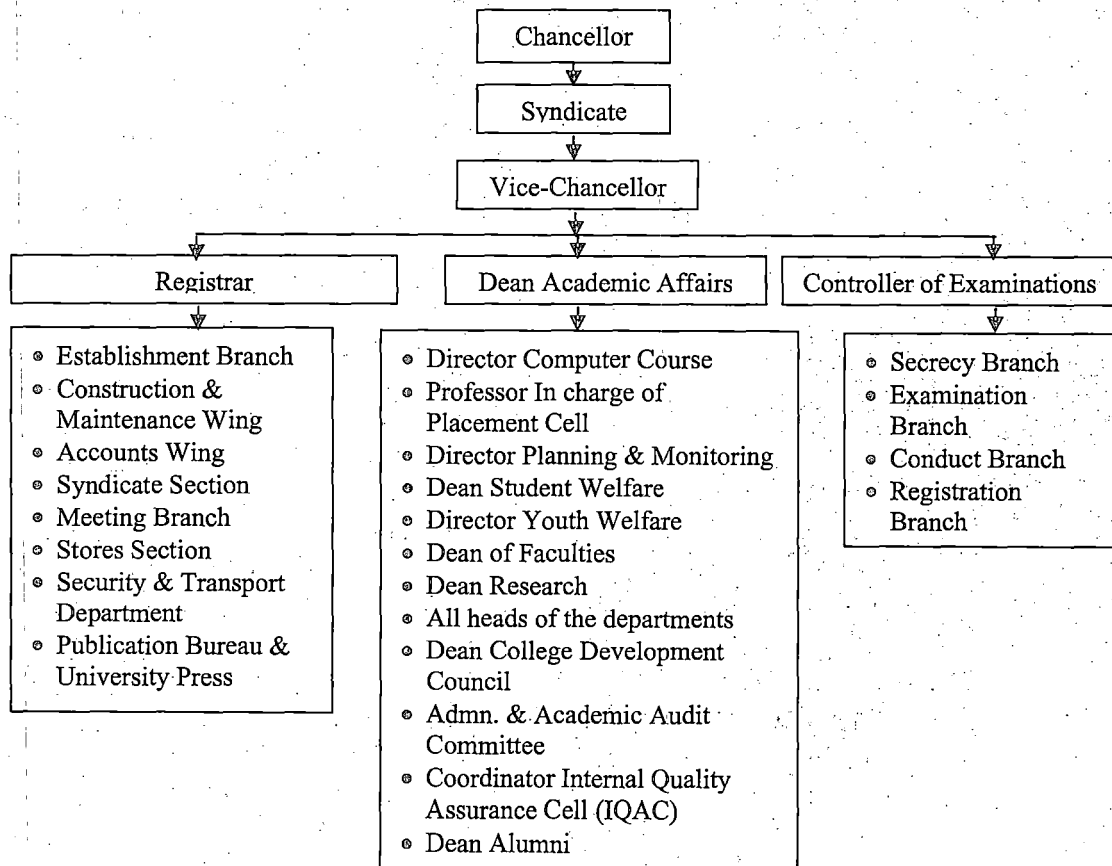 Chancellor
Syndicate
Vice-Chancellor
Registrar
Dean Academic Affairs
Controller of Examinations
Establishment Branch
Construction &
Maintenance Wing
Accounts Wing
Syndicate Section
Meeting Branch
Stores Section
Security & Transport
Department
Publication Bureau &
University Press
Director Computer Course
Professor In charge of
Placement Cell
Director Planning & Monitoring
Dean Student Welfare
Director Youth Welfare
Dean of Faculties
Dean Research
All heads of the departments
Dean College Development
Council
Admn. & Academic Audit
Committee
Coordinator Internal Quality
Assurance Cell (IQAC)
Dean Alumni
Secrecy Branch
Examination
Branch
Conduct Branch
Registration
Branch